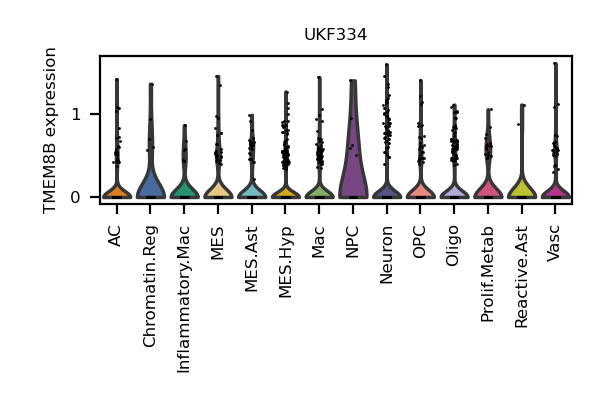 UKF334
TMEM8B expression
1
0
AC
Chromatin.Reg
Inflammatory.Mac
MES
MES.Ast
MES.Hyp
Mac
NPC
Neuron
OPC
Oligo
Prolif.Metab
Reactive.Ast
Vasc